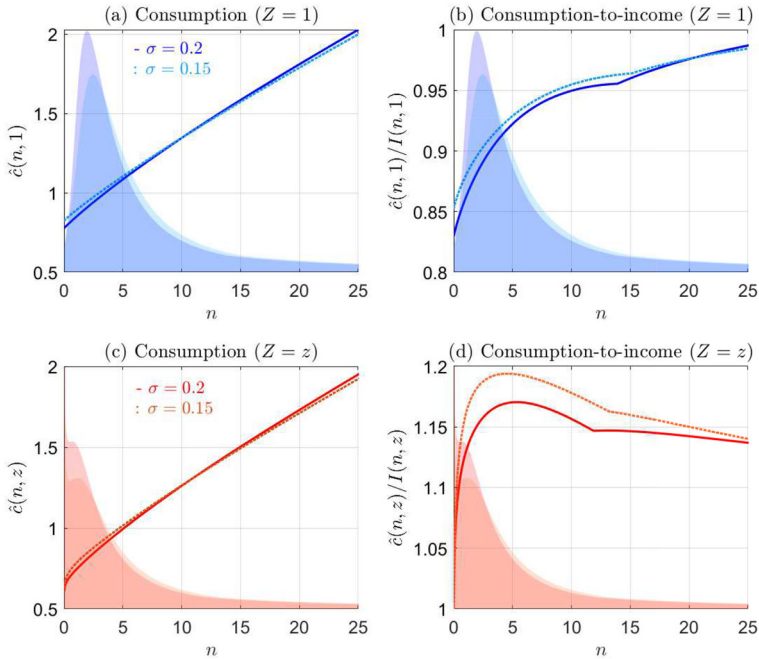 (a) Consumption (Z = 1)
2
1.5
1
0.5
ĉ(n, 1)
- σ = 0.2
: σ = 0.15
0 5 10 15 20 25
n
(b) Consumption-to-income (Z = 1)
1
0.95
0.9
0.85
0.8
ĉ(n, 1)/I(n, 1)
0 5 10 15 20 25
n
(c) Consumption (Z = z)
2
1.5
1
0.5
ĉ(n, z)
- σ = 0.2
: σ = 0.15
0 5 10 15 20 25
n
(d) Consumption-to-income (Z = z)
1.2
1.15
1.1
1.05
1
ĉ(n, z)/I(n, z)
0 5 10 15 20 25
n